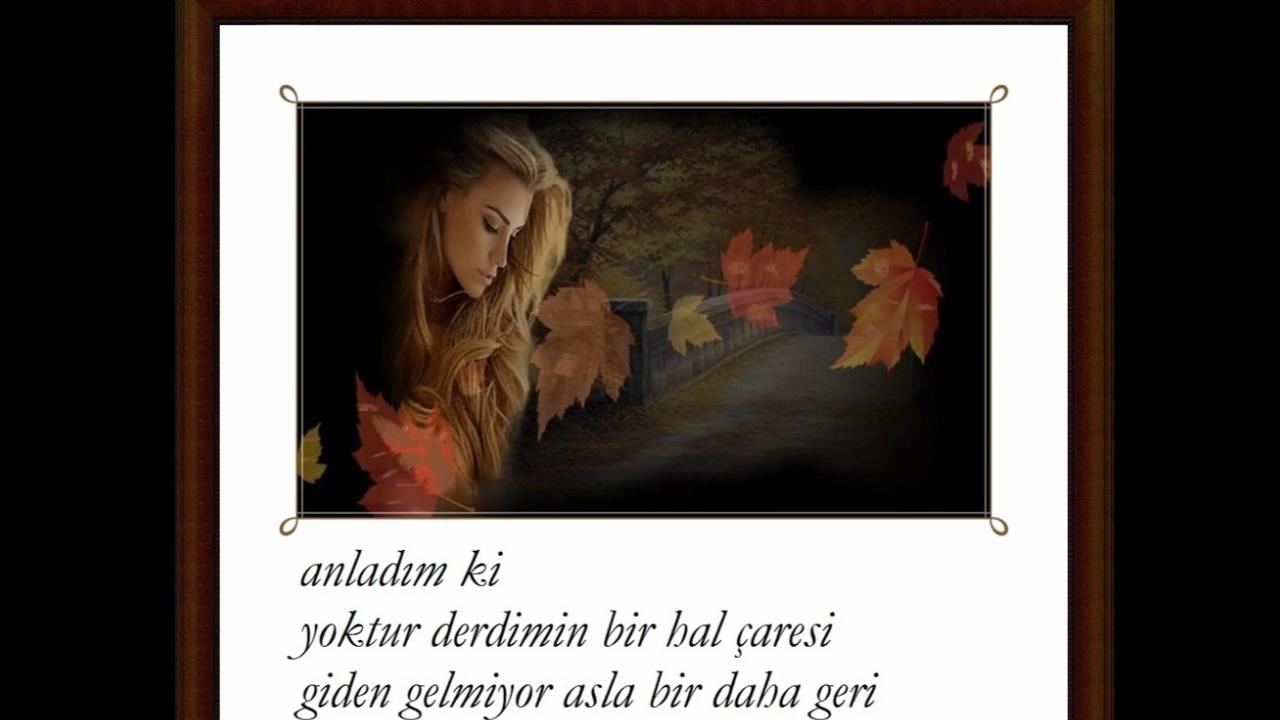 anladım ki
yoktur derdimin bir hal çaresi
giden gelmiyor asla bir daha geri